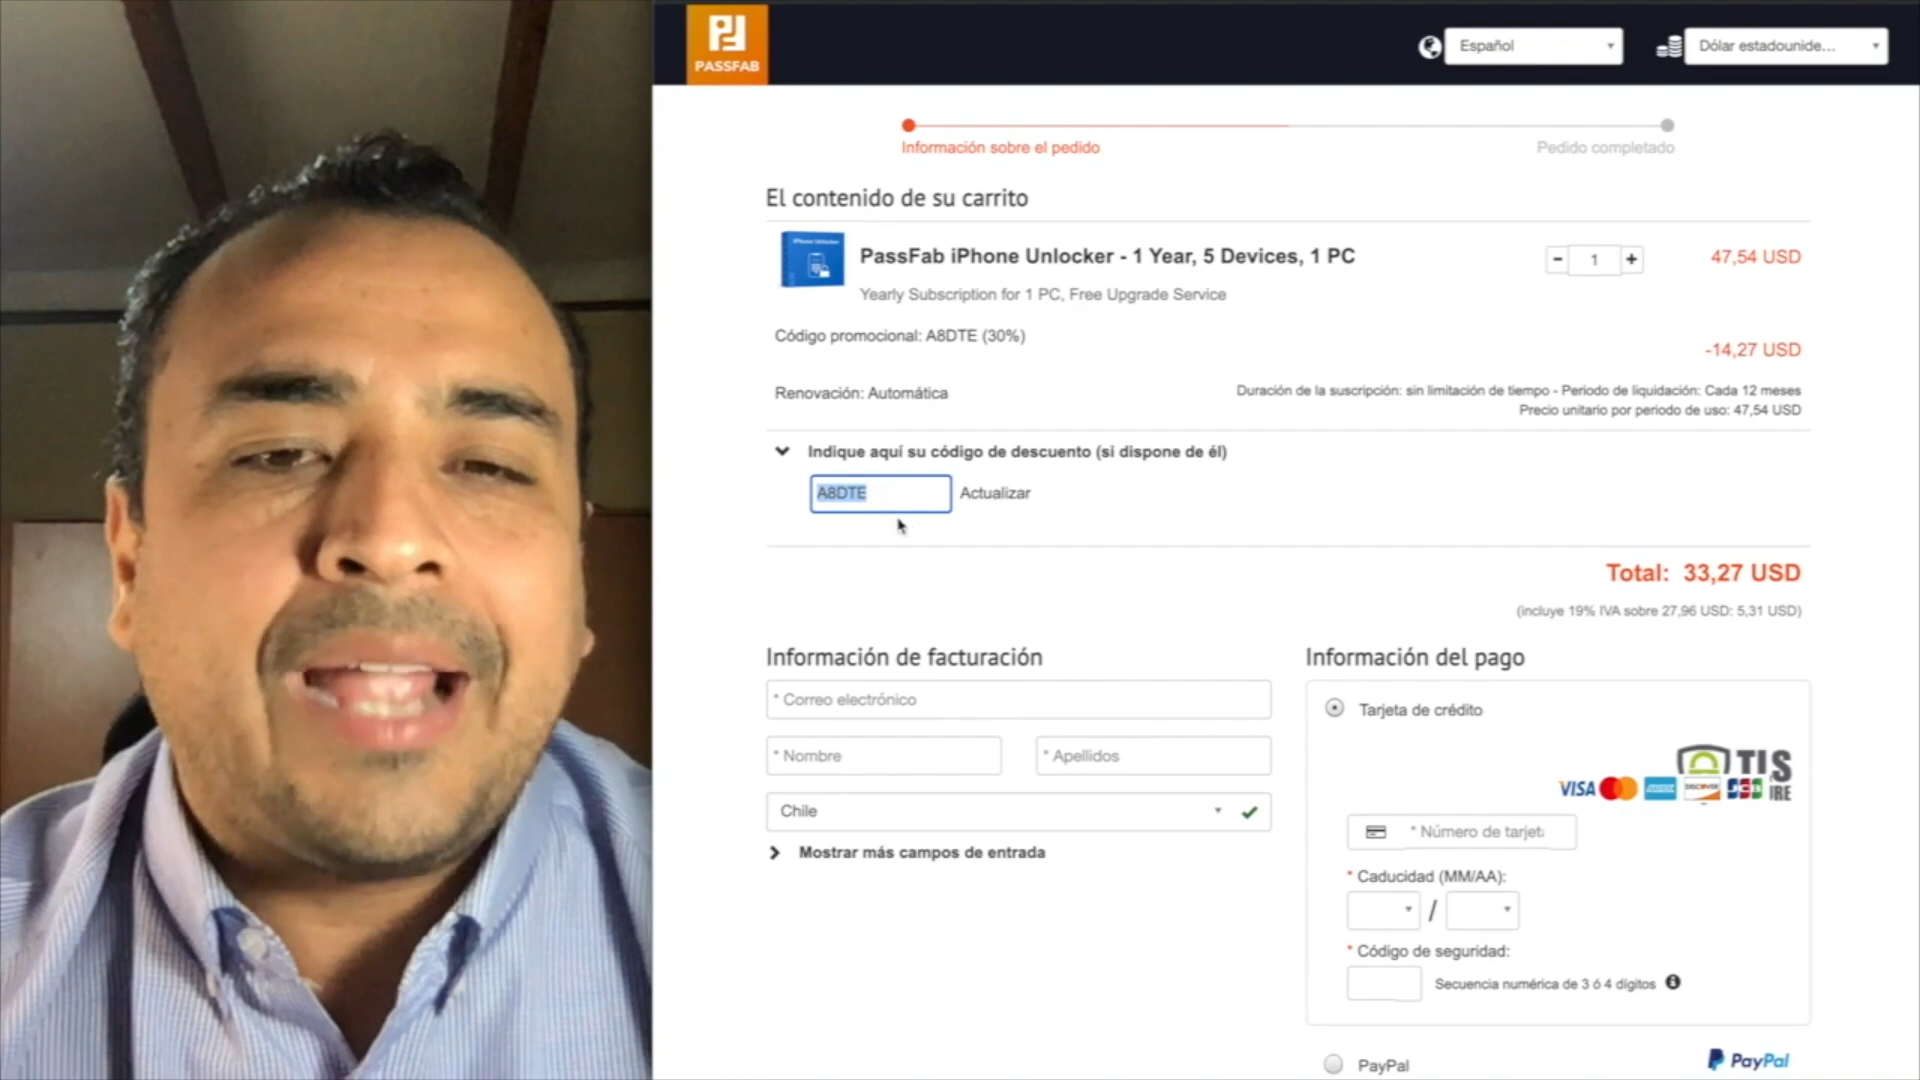 PASSFAB
Español
Dólar estadounide...
Información sobre el pedido
Pedido completado
El contenido de su carrito
PassFab iPhone Unlocker - 1 Year, 5 Devices, 1 PC
1
47,54 USD
Yearly Subscription for 1 PC, Free Upgrade Service
Código promocional: A8DTE (30%)
-14,27 USD
Renovación: Automática
Duración de la suscripción: sin limitación de tiempo - Periodo de liquidación: Cada 12 meses
Precio unitario por periodo de uso: 47,54 USD
Indique aquí su código de descuento (si dispone de él)
A8DTE
Actualizar
Total: 33,27 USD
(incluye 19% IVA sobre 27,96 USD: 5,31 USD)
Información de facturación
Información del pago
* Correo electrónico
Tarjeta de crédito
* Nombre
* Apellidos
TIS
VISA
DISCOVER
JCB
IRE
Chile
* Número de tarjet
Mostrar más campos de entrada
* Caducidad (MM/AA):
/
* Código de seguridad:
Secuencia numérica de 3 ó 4 dígitos
PayPal
PayPal